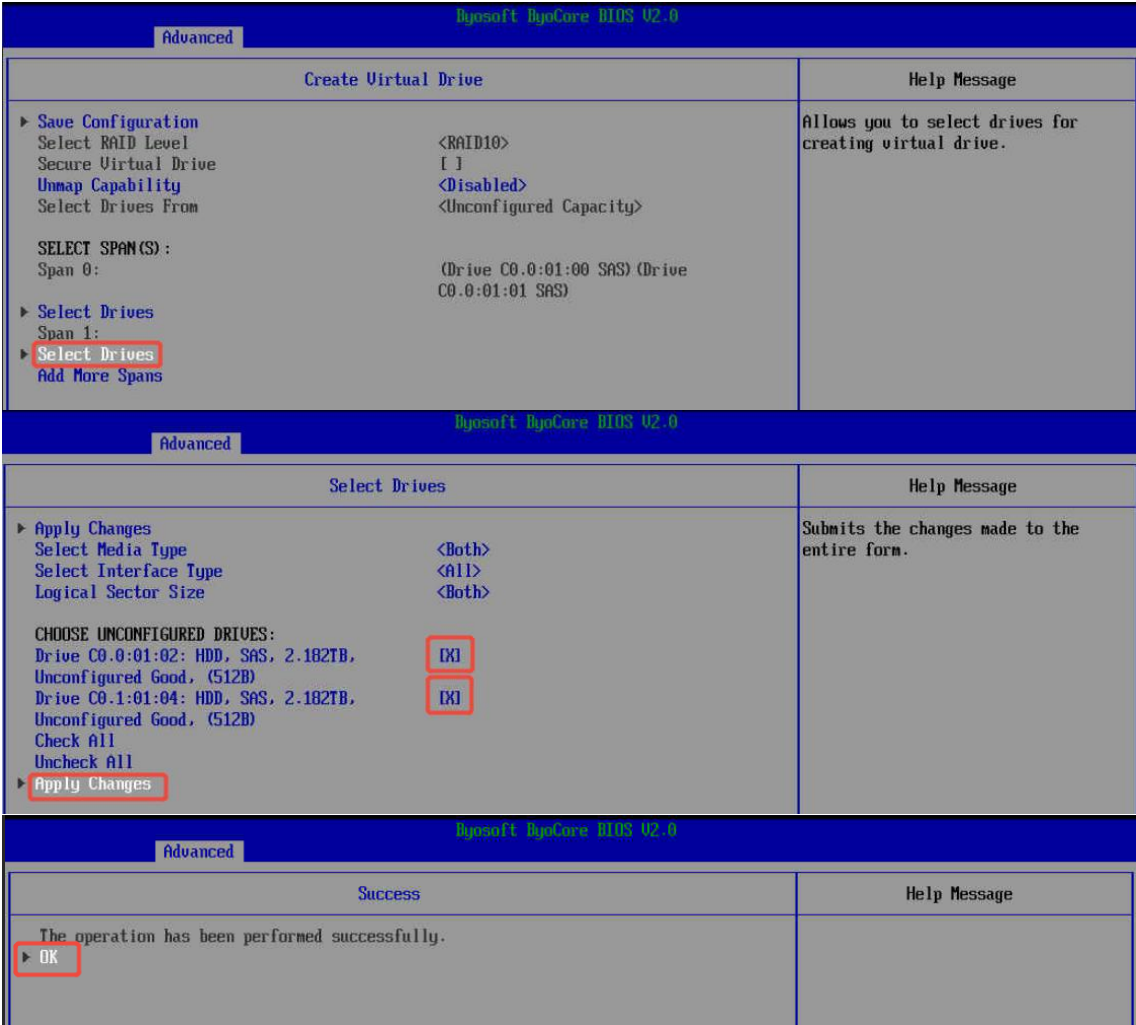 Byosoft ByoCore BIOS V2.0
Advanced
Create Virtual Drive
Help Message
Save Configuration
Select RAID Level <RAID10>
Secure Virtual Drive [ ]
Unmap Capability <Disabled>
Select Drives From <Unconfigured Capacity>
SELECT SPAN(S):
Span 0: (Drive C0.0:01:00 SAS)(Drive
C0.0:01:01 SAS)
Select Drives
Span 1:
Select Drives
Add More Spans
Allows you to select drives for
creating virtual drive.
Byosoft ByoCore BIOS V2.0
Advanced
Select Drives
Help Message
Apply Changes
Select Media Type <Both>
Select Interface Type <All>
Logical Sector Size <Both>
CHOOSE UNCONFIGURED DRIVES:
Drive C0.0:01:02: HDD, SAS, 2.182TB, [X]
Unconfigured Good, (512B)
Drive C0.1:01:04: HDD, SAS, 2.182TB, [X]
Unconfigured Good, (512B)
Check All
Uncheck All
Apply Changes
Submits the changes made to the
entire form.
Byosoft ByoCore BIOS V2.0
Advanced
Success
Help Message
The operation has been performed successfully.
OK